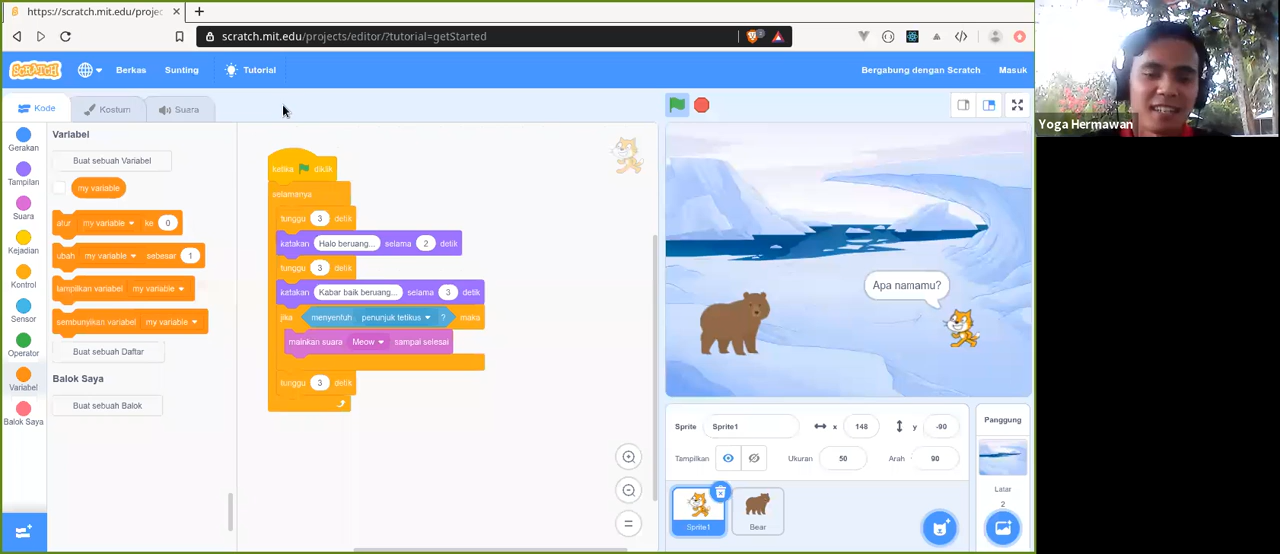 https://scratch.mit.edu/projec
scratch.mit.edu/projects/editor/?tutorial=getStarted
SCRATCH
Berkas
Sunting
Tutorial
Bergabung dengan Scratch
Masuk
Yoga Hermawan
Kode
Kostum
Suara
Gerakan
Tampilan
Suara
Kejadian
Kontrol
Sensor
Operator
Variabel
Balok Saya
Variabel
Buat sebuah Variabel
my variable
atur my variable ke 0
ubah my variable sebesar 1
tampilkan variabel my variable
sembunyikan variabel my variable
Buat sebuah Daftar
Balok Saya
Buat sebuah Balok
ketika diklik
selamanya
tunggu 3 detik
katakan Halo beruang... selama 2 detik
tunggu 3 detik
katakan Kabar baik beruang... selama 3 detik
jika menyentuh penunjuk tetikus ? maka
mainkan suara Meow sampai selesai
tunggu 3 detik
Apa namamu?
Sprite Sprite1 x 148 y -90
Tampilkan Ukuran 50 Arah 90
Sprite1
Bear
Panggung
Latar
2